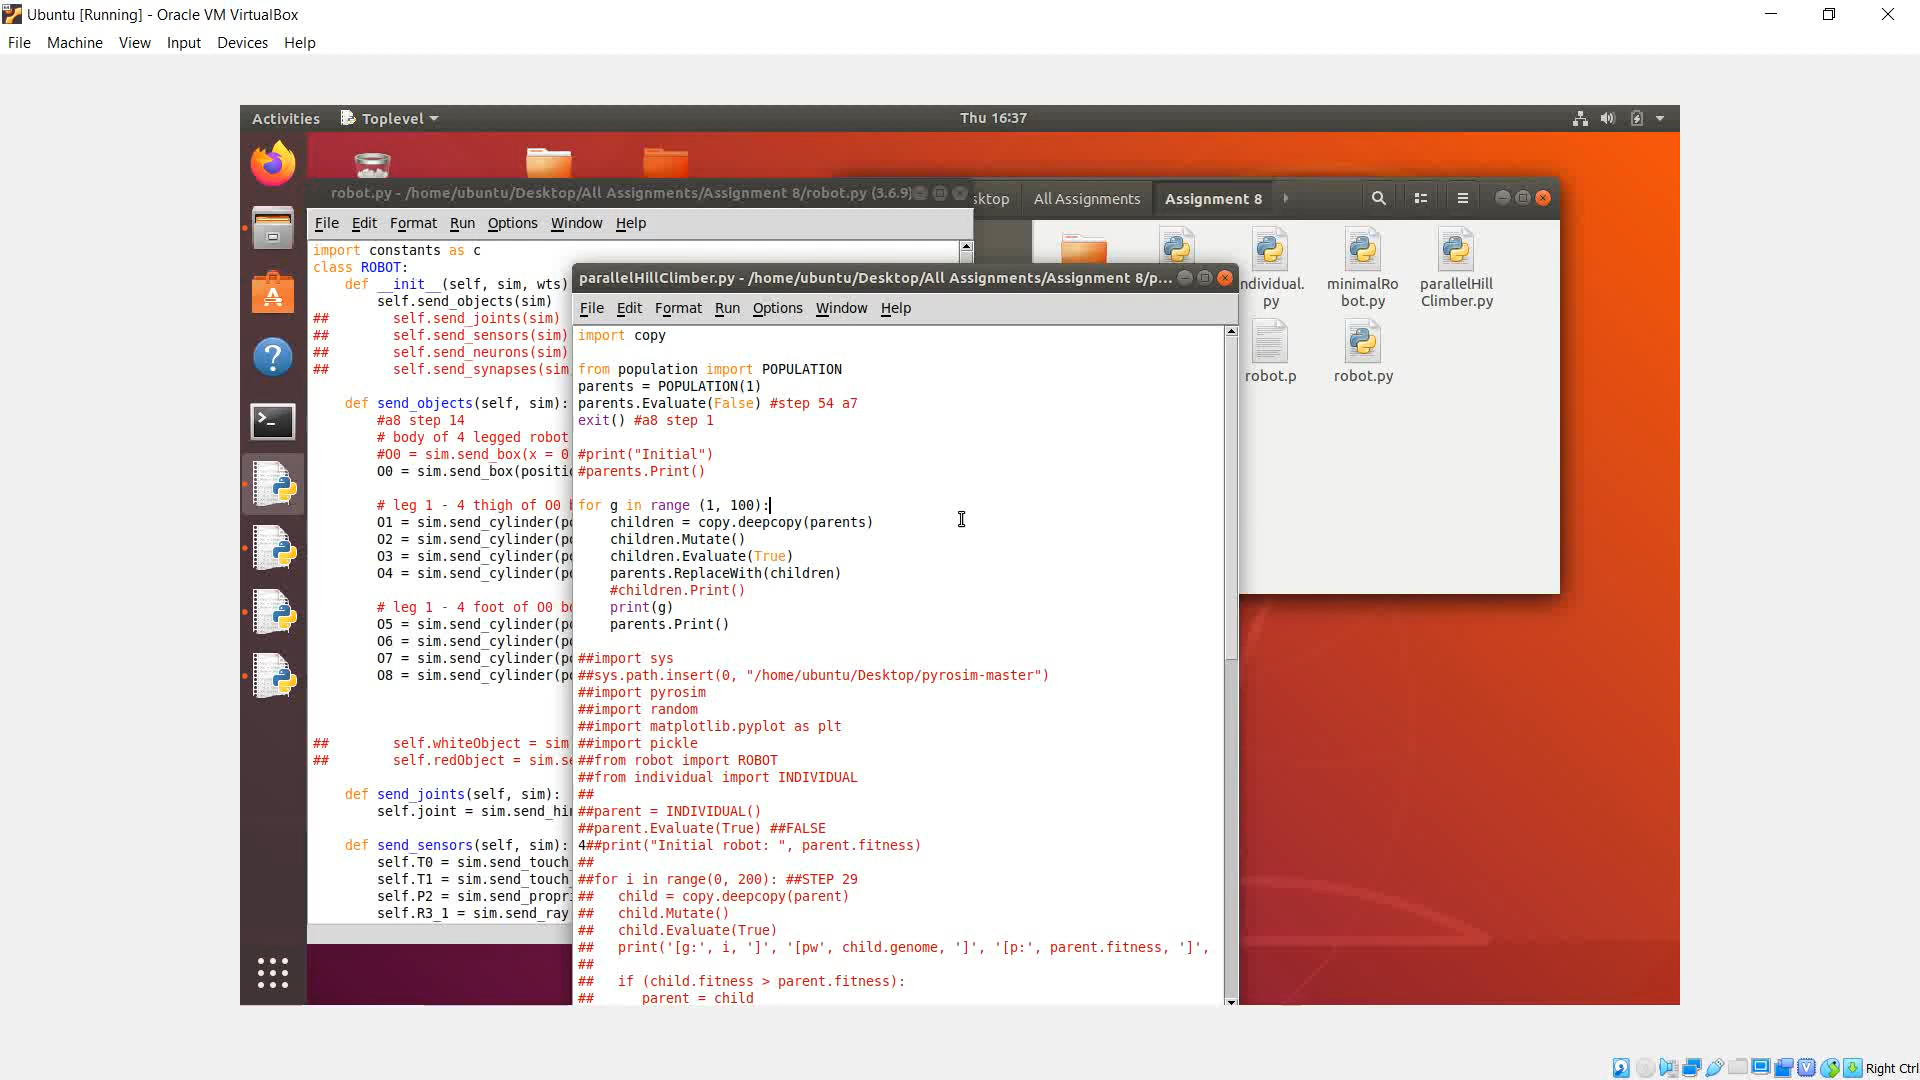 Ubuntu [Running] - Oracle VM VirtualBox
File Machine View Input Devices Help
Activities Toplevel Thu 16:37
robot.py - /home/ubuntu/Desktop/All Assignments/Assignment 8/robot.py (3.6.9)
File Edit Format Run Options Window Help
import constants as c
class ROBOT:
def __init__(self, sim, wts)
self.send_objects(sim)
## self.send_joints(sim)
## self.send_sensors(sim)
## self.send_neurons(sim)
## self.send_synapses(sim
def send_objects(self, sim):
#a8 step 14
# body of 4 legged robot
#O0 = sim.send_box(x = 0
O0 = sim.send_box(positi
# leg 1 - 4 thigh of O0
O1 = sim.send_cylinder(p
O2 = sim.send_cylinder(p
O3 = sim.send_cylinder(p
O4 = sim.send_cylinder(p
# leg 1 - 4 foot of O0 b
O5 = sim.send_cylinder(p
O6 = sim.send_cylinder(p
O7 = sim.send_cylinder(p
O8 = sim.send_cylinder(p
## self.whiteObject = sim
## self.redObject = sim.s
def send_joints(self, sim):
self.joint = sim.send_hi
def send_sensors(self, sim):
self.T0 = sim.send_touch
self.T1 = sim.send_touch
self.P2 = sim.send_propr
self.R3_1 = sim.send_ray
parallelHillClimber.py - /home/ubuntu/Desktop/All Assignments/Assignment 8/p...
File Edit Format Run Options Window Help
import copy
from population import POPULATION
parents = POPULATION(1)
parents.Evaluate(False) #step 54 a7
exit() #a8 step 1
#print("Initial")
#parents.Print()
for g in range (1, 100):
children = copy.deepcopy(parents)
children.Mutate()
children.Evaluate(True)
parents.ReplaceWith(children)
#children.Print()
print(g)
parents.Print()
##import sys
##sys.path.insert(0, "/home/ubuntu/Desktop/pyrosim-master")
##import pyrosim
##import random
##import matplotlib.pyplot as plt
##import pickle
##from robot import ROBOT
##from individual import INDIVIDUAL
##
##parent = INDIVIDUAL()
##parent.Evaluate(True) ##FALSE
4##print("Initial robot: ", parent.fitness)
##
##for i in range(0, 200): ##STEP 29
## child = copy.deepcopy(parent)
## child.Mutate()
## child.Evaluate(True)
## print('[g:', i, ']', '[pw', child.genome, ']', '[p:', parent.fitness, ']',
##
## if (child.fitness > parent.fitness):
## parent = child
sktop All Assignments Assignment 8
ndividual.py
minimalRobot.py
parallelHillClimber.py
robot.p
robot.py
Right Ctrl